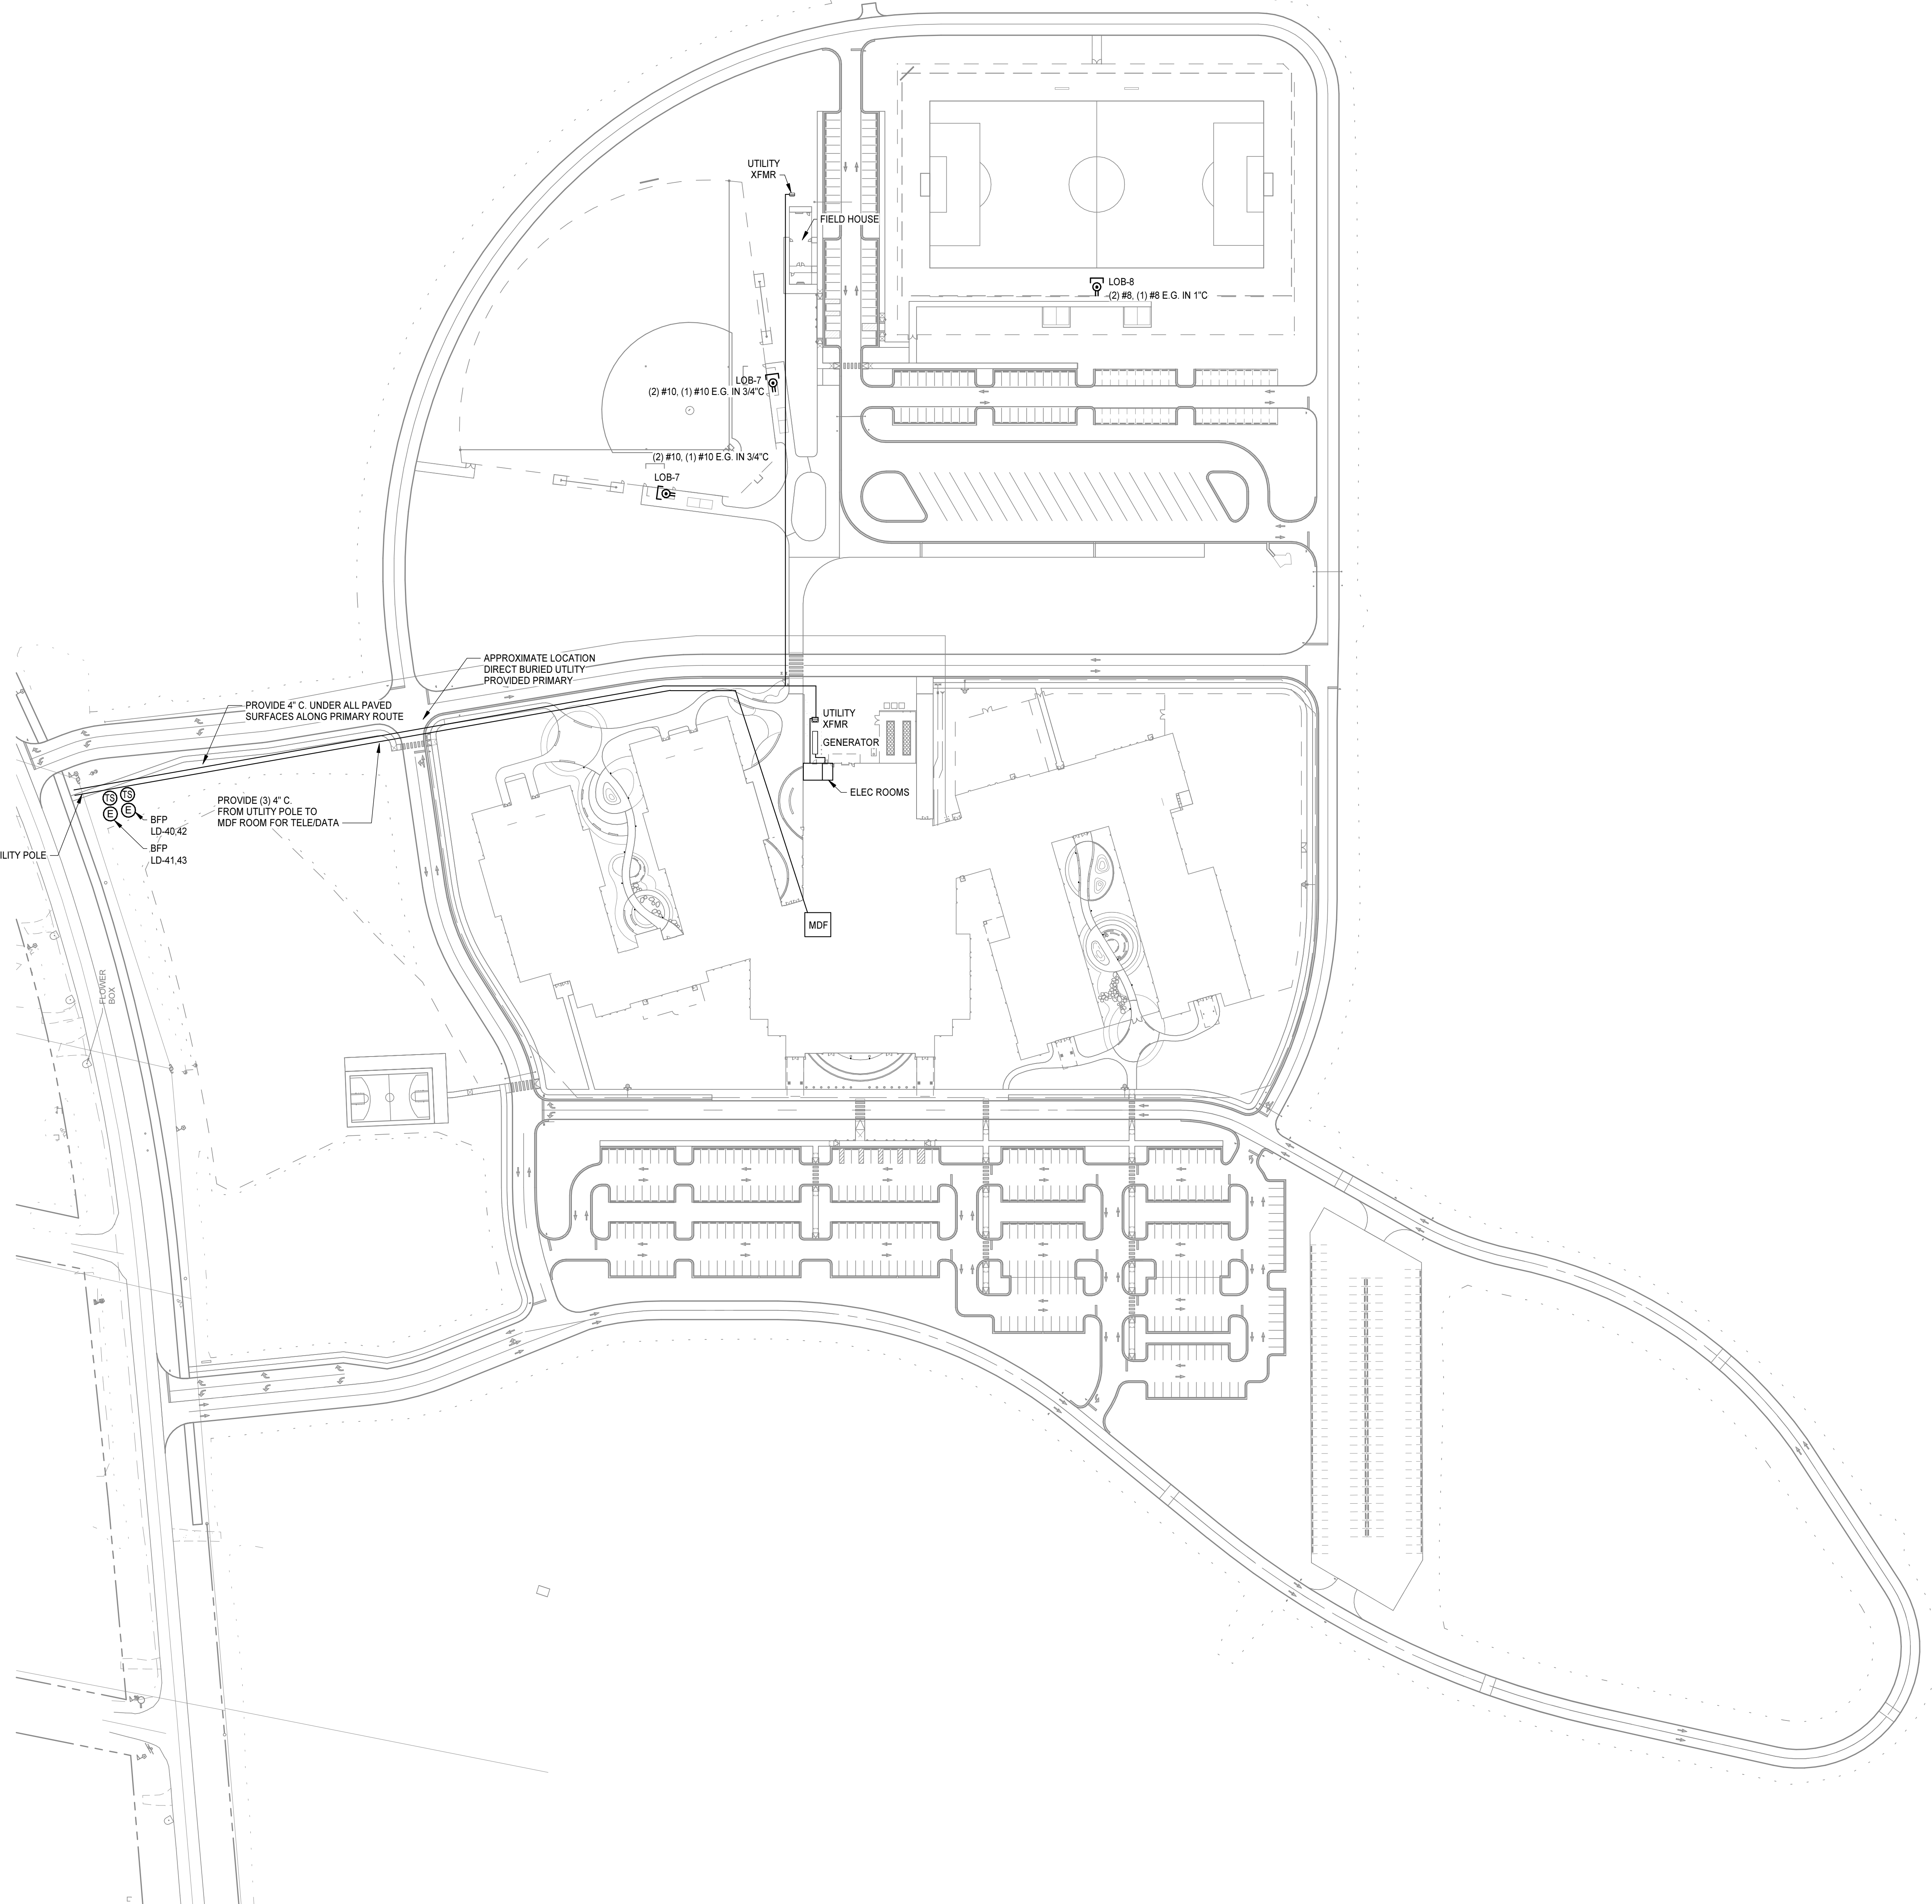 UTILITY
XFMR
FIELD HOUSE
LOB-8
(2) #8, (1) #8 E.G. IN 1"C
LOB-7
(2) #10, (1) #10 E.G. IN 3/4"C
(2) #10, (1) #10 E.G. IN 3/4"C
LOB-7
APPROXIMATE LOCATION
DIRECT BURIED UTLITY
PROVIDED PRIMARY
PROVIDE 4" C. UNDER ALL PAVED
SURFACES ALONG PRIMARY ROUTE
UTILITY
XFMR
GENERATOR
ELEC ROOMS
TS TS
E E
PROVIDE (3) 4" C.
FROM UTLITY POLE TO
MDF ROOM FOR TELE/DATA
BFP
LD-40,42
BFP
LD-41,43
ILITY POLE
MDF
FLOWER
BOX